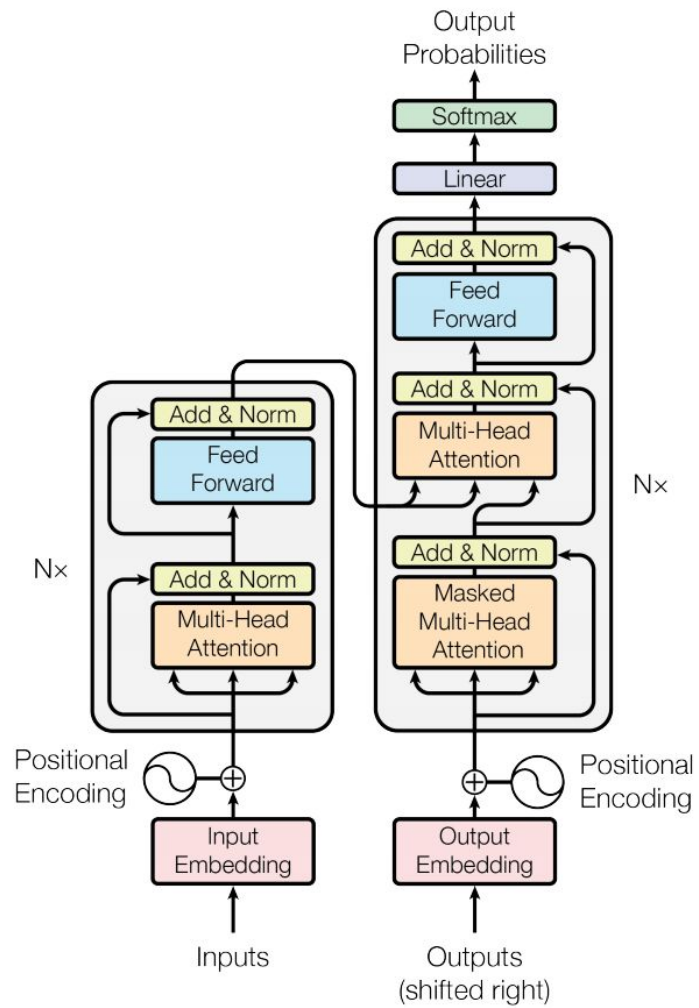 Output
Probabilities
Softmax
Linear
Add & Norm
Feed
Forward
Add & Norm
Multi-Head
Attention
Add & Norm
Masked
Multi-Head
Attention
N×
Add & Norm
Feed
Forward
Add & Norm
Multi-Head
Attention
N×
Positional
Encoding
Positional
Encoding
Input
Embedding
Output
Embedding
Inputs
Outputs
(shifted right)